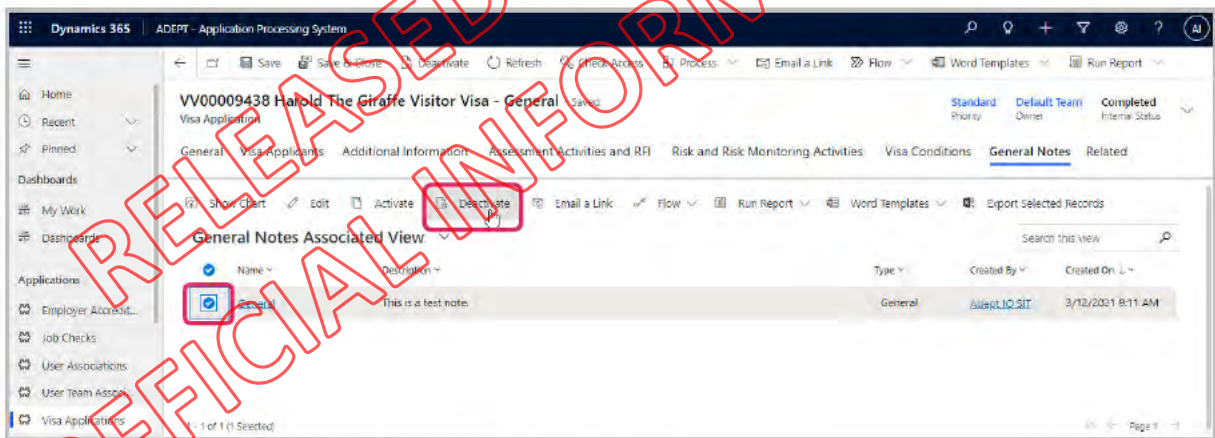 Dynamics 365 ADEPT - Application Processing System ? AI
Save Save & Close Deactivate Refresh Check Access Process Email a Link Flow Word Templates Run Report
Home
Recent
Pinned
Dashboards
My Work
Dashboards
Applications
Employer Accredit...
Job Checks
User Associations
User Team Associ...
Visa Applications
VV00009438 Harold The Giraffe Visitor Visa - General - Saved
Visa Application
Standard Default Team Completed
Priority Owner Internal Status
General Visa Applicants Additional Information Assessment Activities and RFI Risk and Risk Monitoring Activities Visa Conditions General Notes Related
Show Chart Edit Activate Deactivate Email a Link Flow Run Report Word Templates Export Selected Records
General Notes Associated View
Search this view
Name Description Type Created By Created On
General This is a test note. General Adept IO SIT 3/12/2021 9:11 AM
1 - 1 of 1 (1 Selected) Page 1
RELEASED
OFFICIAL INFORM